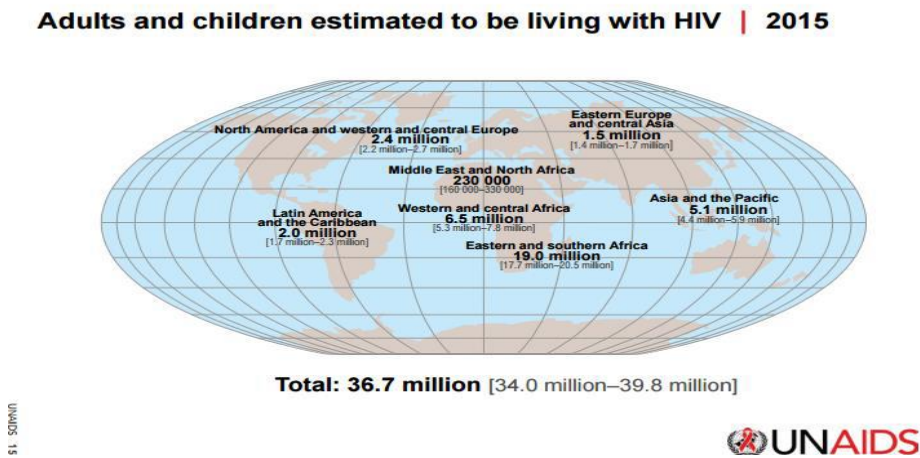 Adults and children estimated to be living with HIV | 2015
Eastern Europe
and central Asia
1.5 million
[1.4 million–1.7 million]
North America and western and central Europe
2.4 million
[2.2 million–2.7 million]
Middle East and North Africa
230 000
[160 000–330 000]
Western and central Africa
6.5 million
[5.3 million–7.8 million]
Asia and the Pacific
5.1 million
[4.4 million–5.9 million]
Latin America
and the Caribbean
2.0 million
[1.7 million–2.3 million]
Eastern and southern Africa
19.0 million
[17.7 million–20.5 million]
Total: 36.7 million [34.0 million–39.8 million]
UNAIDS 15
UNAIDS